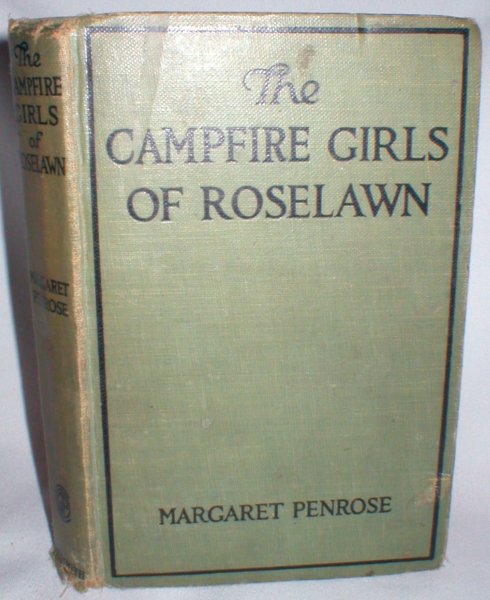 The
CAMPFIRE
GIRLS
of
ROSELAWN
MARGARET
PENROSE
The
CAMPFIRE GIRLS
OF ROSELAWN
MARGARET PENROSE